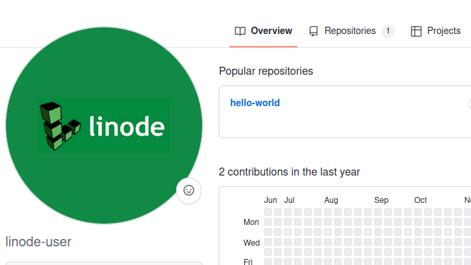 Overview Repositories 1 Projects
linode
Popular repositories
hello-world
2 contributions in the last year
Jun Jul Aug Sep Oct
Mon
Wed
Fri
linode-user